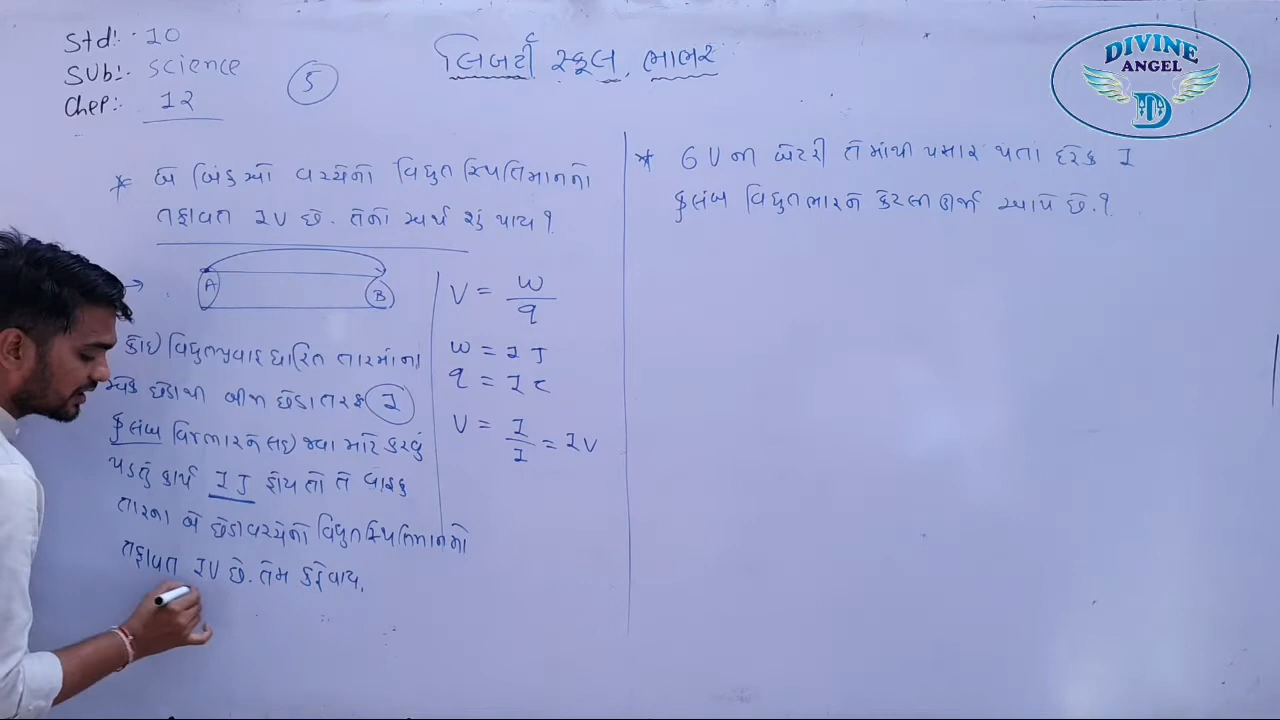 Std:- 10
Sub:- Science
Chep:- 12
5
લિબર્ટી સ્કૂલ, ભાભર
DIVINE
ANGEL
D
* બે બિંદુઓ વચ્ચેનો વિદ્યુતસ્થિતિમાનનો
તફાવત 1V છે. તેનો અર્થ શું થાય?
→ A B
કોઇ વિદ્યુતપ્રવાહ ધારિત તારમાંના
એક છેડાથી બીજા છેડા તરફ 1
કુલંબ વિજભારને લઇ જવા માટે કરવું
પડતું કાર્ય 1 J હોય તો તે વાહક
તારના બે છેડા વચ્ચેનો વિદ્યુતસ્થિતિમાનનો
તફાવત 1V છે. તેમ કહેવાય.
V = W / q
W = 1 J
q = 1 C
V = 1 / 1 = 1V
* 6 V ની બેટરી તેમાંથી પસાર થતાં દરેક 1
કુલંબ વિદ્યુતભારને કેટલી ઊર્જા આપે છે.?